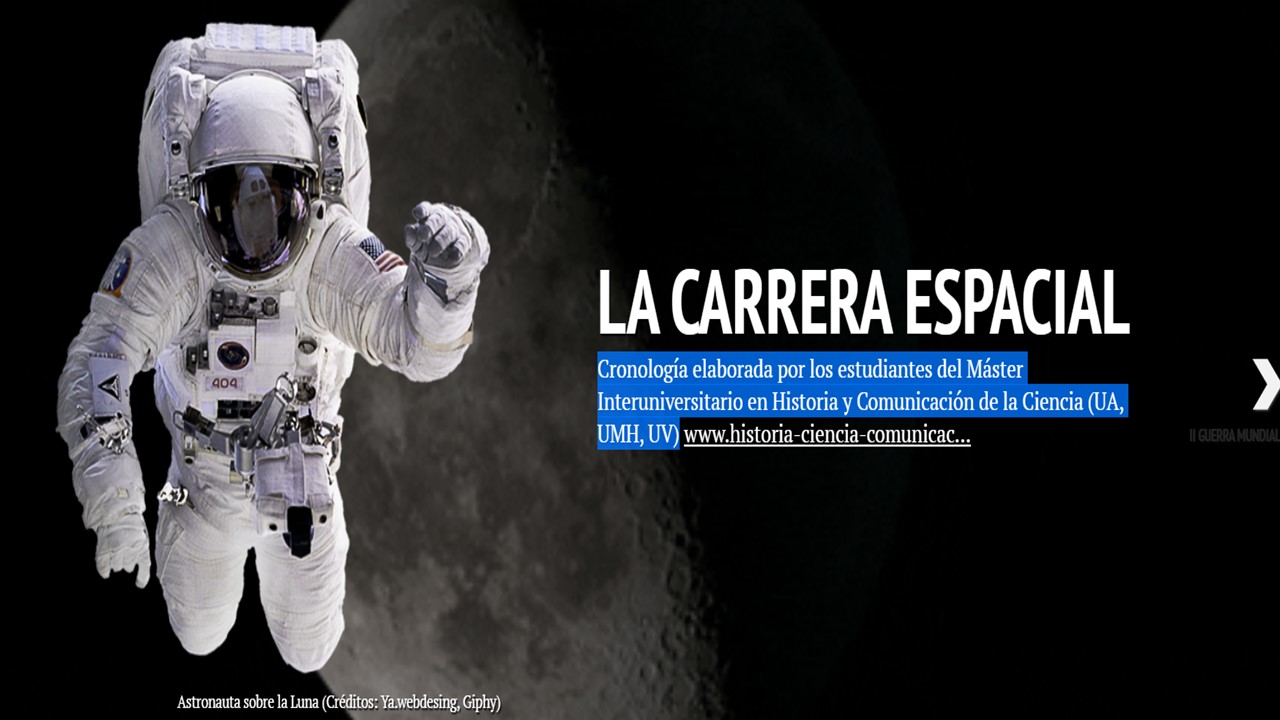 LA CARRERA ESPACIAL
Cronología elaborada por los estudiantes del Máster
Interuniversitario en Historia y Comunicación de la Ciencia (UA,
UMH, UV) www.historia-ciencia-comunicac...
II GUERRA MUNDIAL
404
Astronauta sobre la Luna (Créditos: Ya.webdesing, Giphy)